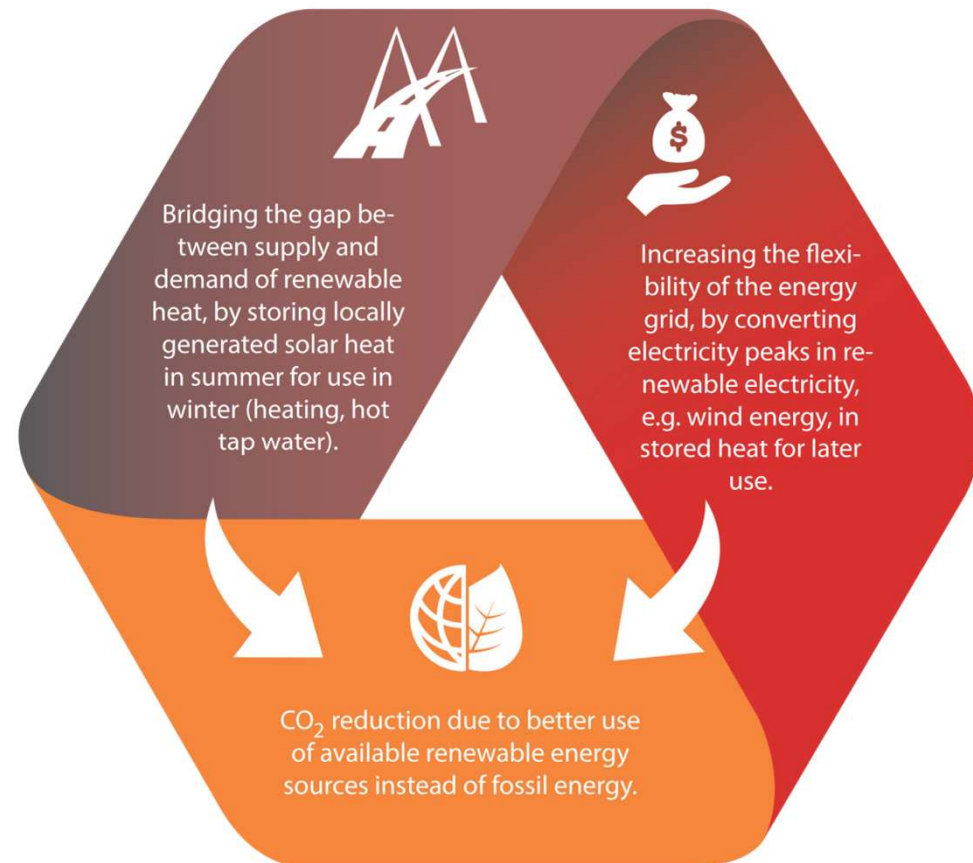 Bridging the gap be-
tween supply and
demand of renewable
heat, by storing locally
generated solar heat
in summer for use in
winter (heating, hot
tap water).
$
Increasing the flexi-
bility of the energy
grid, by converting
electricity peaks in re-
newable electricity,
e.g. wind energy, in
stored heat for later
use.
CO₂ reduction due to better use
of available renewable energy
sources instead of fossil energy.